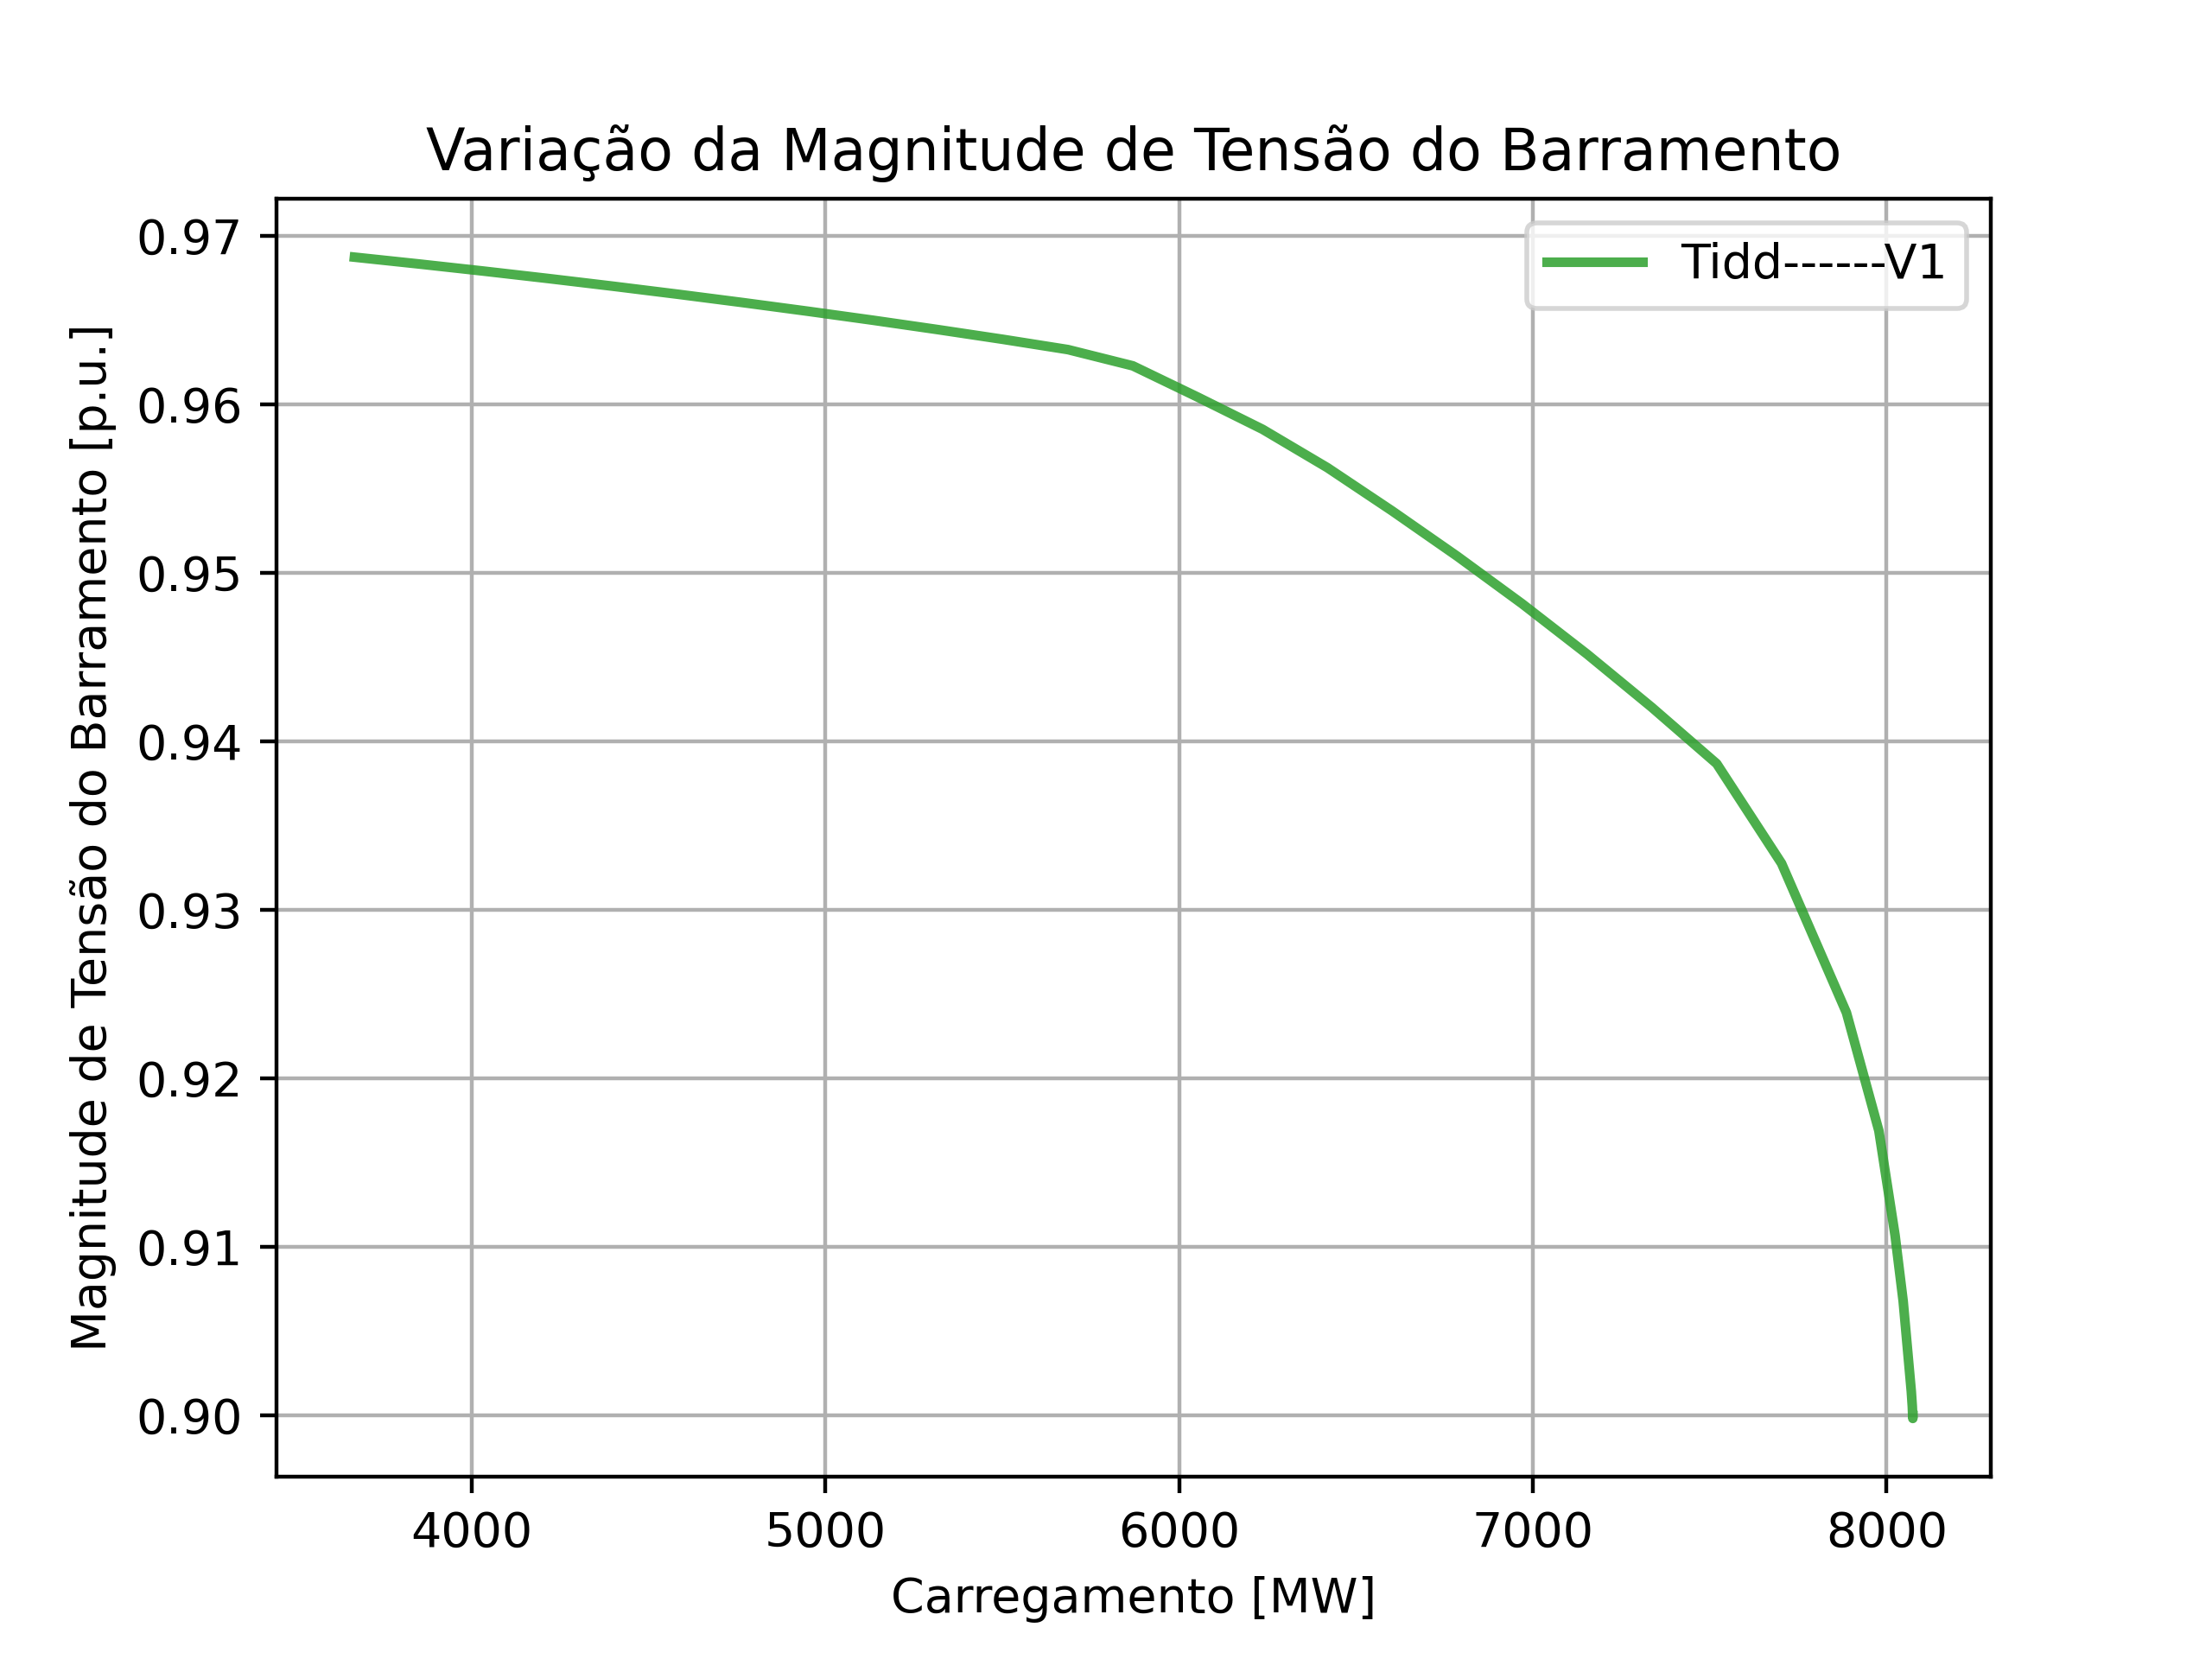 Variação da Magnitude de Tensão do Barramento
Tidd------V1
Magnitude de Tensão do Barramento [p.u.]
0.97
0.96
0.95
0.94
0.93
0.92
0.91
0.90
4000 5000 6000 7000 8000
Carregamento [MW]